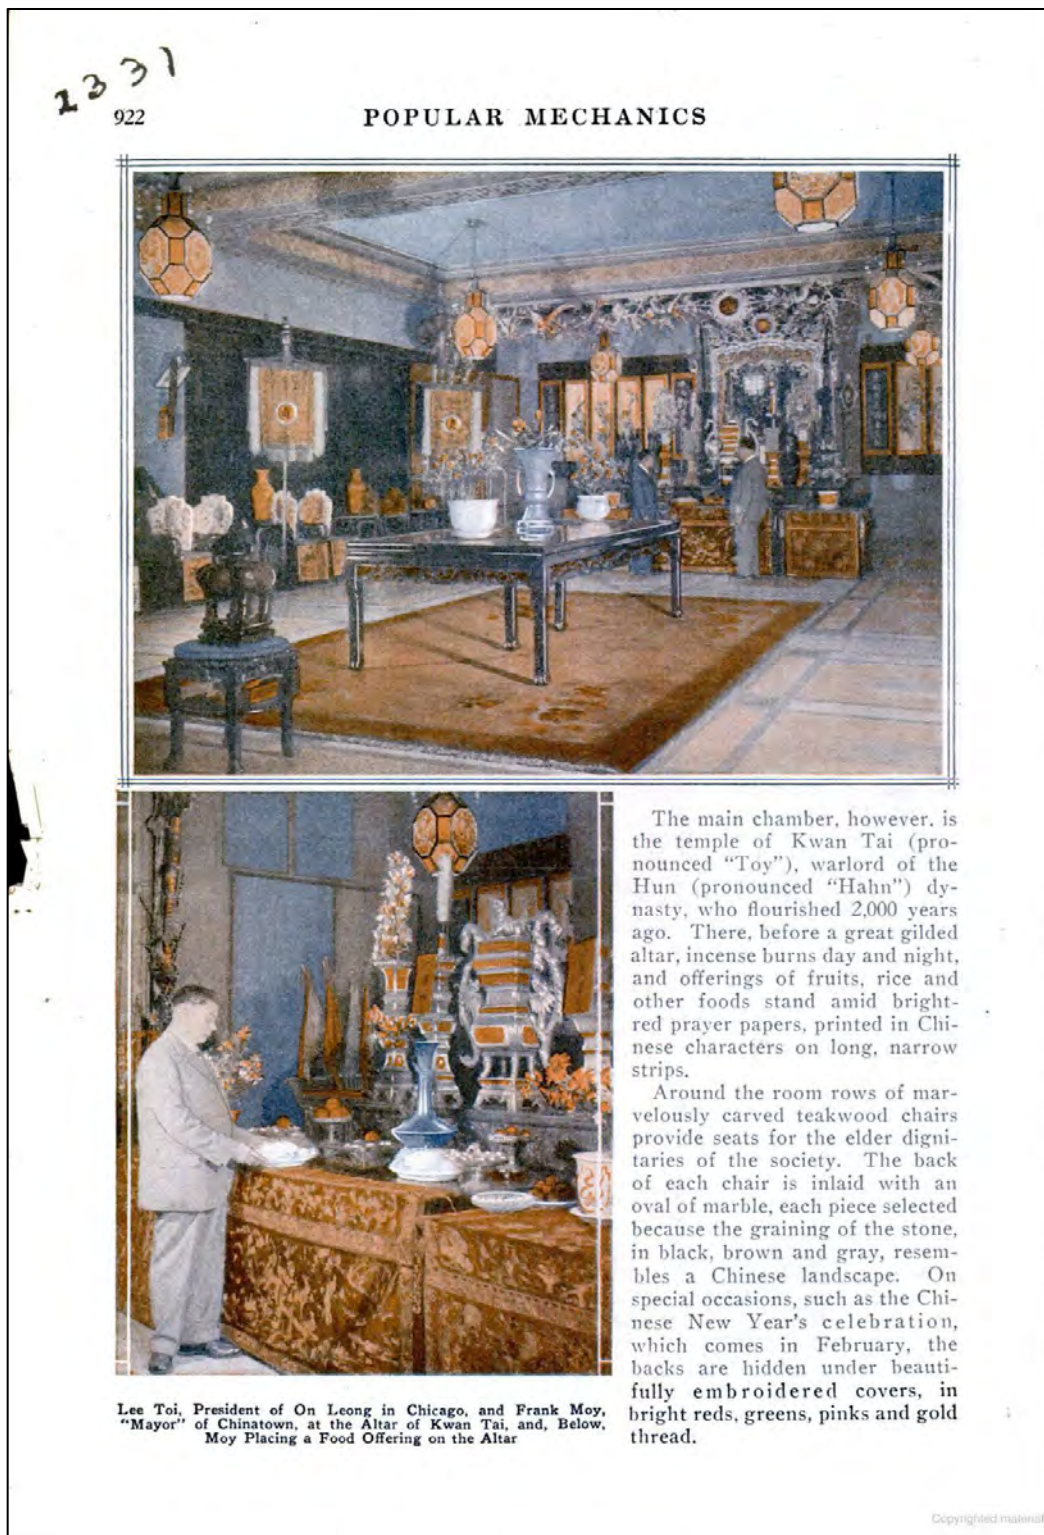 2331
922
POPULAR MECHANICS
The main chamber, however, is
the temple of Kwan Tai (pro-
nounced "Toy"), warlord of the
Hun (pronounced "Hahn") dy-
nasty, who flourished 2,000 years
ago. There, before a great gilded
altar, incense burns day and night,
and offerings of fruits, rice and
other foods stand amid bright-
red prayer papers, printed in Chi-
nese characters on long, narrow
strips.
Around the room rows of mar-
velously carved teakwood chairs
provide seats for the elder digni-
taries of the society. The back
of each chair is inlaid with an
oval of marble, each piece selected
because the graining of the stone,
in black, brown and gray, resem-
bles a Chinese landscape. On
special occasions, such as the Chi-
nese New Year's celebration,
which comes in February, the
backs are hidden under beauti-
fully embroidered covers, in
bright reds, greens, pinks and gold
thread.
Lee Toi, President of On Leong in Chicago, and Frank Moy,
"Mayor" of Chinatown, at the Altar of Kwan Tai, and, Below,
Moy Placing a Food Offering on the Altar
Copyrighted material